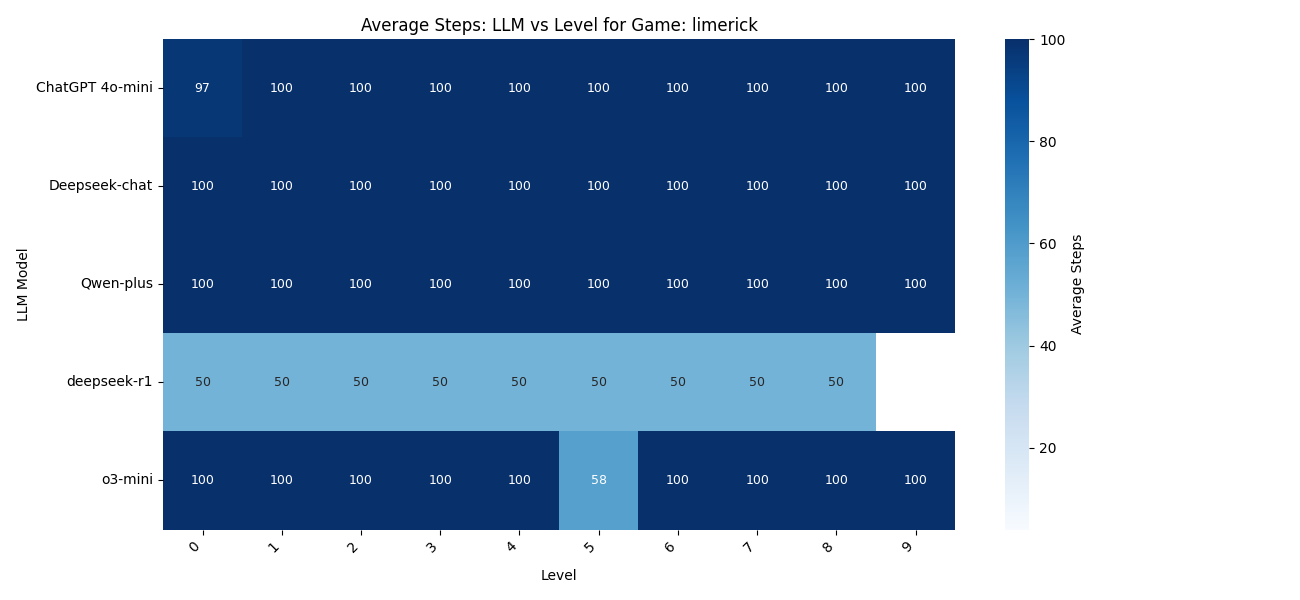 Average Steps: LLM vs Level for Game: limerick
LLM Model
ChatGPT 4o-mini 97 100 100 100 100 100 100 100 100 100
Deepseek-chat 100 100 100 100 100 100 100 100 100 100
Qwen-plus 100 100 100 100 100 100 100 100 100 100
deepseek-r1 50 50 50 50 50 50 50 50 50
o3-mini 100 100 100 100 100 58 100 100 100 100
0 1 2 3 4 5 6 7 8 9
Level
100
80
60
40
20
Average Steps